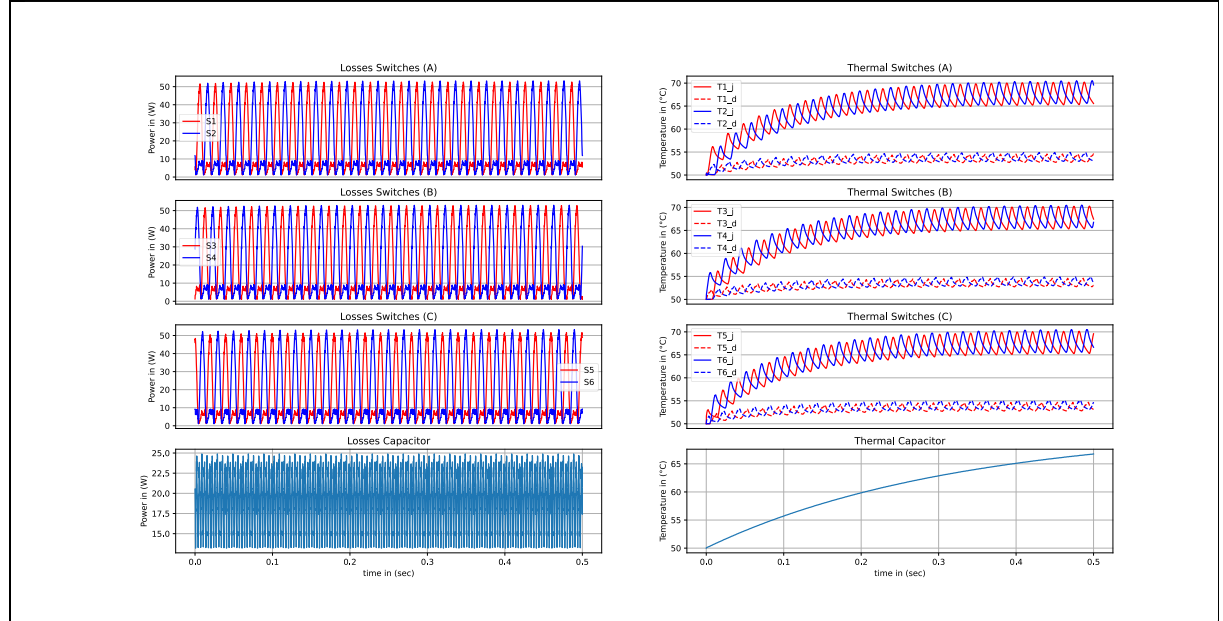 Losses Switches (A)
Power in (W)
50
40
30
20
10
0
S1
S2
Thermal Switches (A)
Temperature in (°C)
70
65
60
55
50
T1_j
T1_d
T2_j
T2_d
Losses Switches (B)
Power in (W)
50
40
30
20
10
0
S3
S4
Thermal Switches (B)
Temperature in (°C)
70
65
60
55
50
T3_j
T3_d
T4_j
T4_d
Losses Switches (C)
Power in (W)
50
40
30
20
10
0
S5
S6
Thermal Switches (C)
Temperature in (°C)
70
65
60
55
50
T5_j
T5_d
T6_j
T6_d
Losses Capacitor
Power in (W)
25,0
22.5
20.0
17.5
15.0
0.0 0.1 0.2 0.3 0.4 0.5
time in (sec)
Thermal Capacitor
Temperature in (°C)
65
60
55
50
0.0 0.1 0.2 0.3 0.4 0.5
time in (sec)